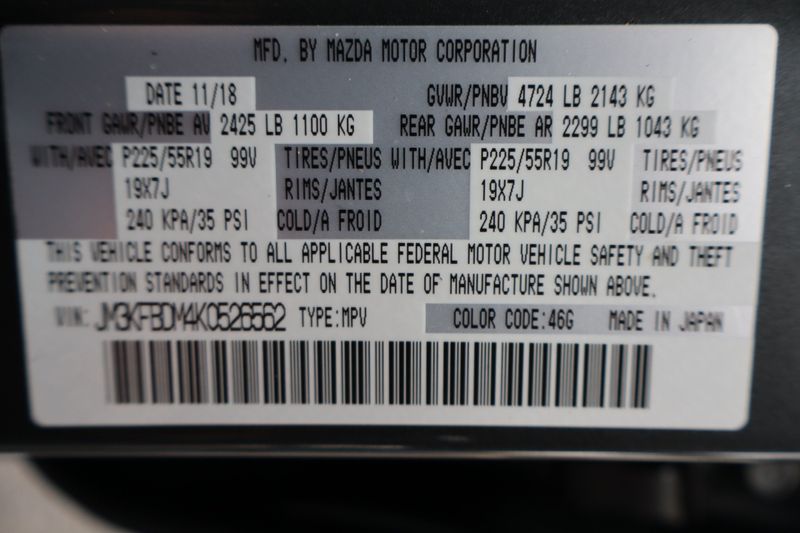 MFD. BY MAZDA MOTOR CORPORATION
DATE 11/18 GVWR/PNBV 4724 LB 2143 KG
FRONT GAWR/PNBE AV 2425 LB 1100 KG REAR GAWR/PNBE AR 2299 LB 1043 KG
WITH/AVEC P225/55R19 99V TIRES/PNEUS WITH/AVEC P225/55R19 99V TIRES/PNEUS
19X7J RIMS/JANTES 19X7J RIMS/JANTES
240 KPA/35 PSI COLD/A FROID 240 KPA/35 PSI COLD/A FROID
THIS VEHICLE CONFORMS TO ALL APPLICABLE FEDERAL MOTOR VEHICLE SAFETY AND THEFT
PREVENTION STANDARDS IN EFFECT ON THE DATE OF MANUFACTURE SHOWN ABOVE.
VIN: JM3KFBDM4K0526562 TYPE:MPV COLOR CODE:46G MADE IN JAPAN